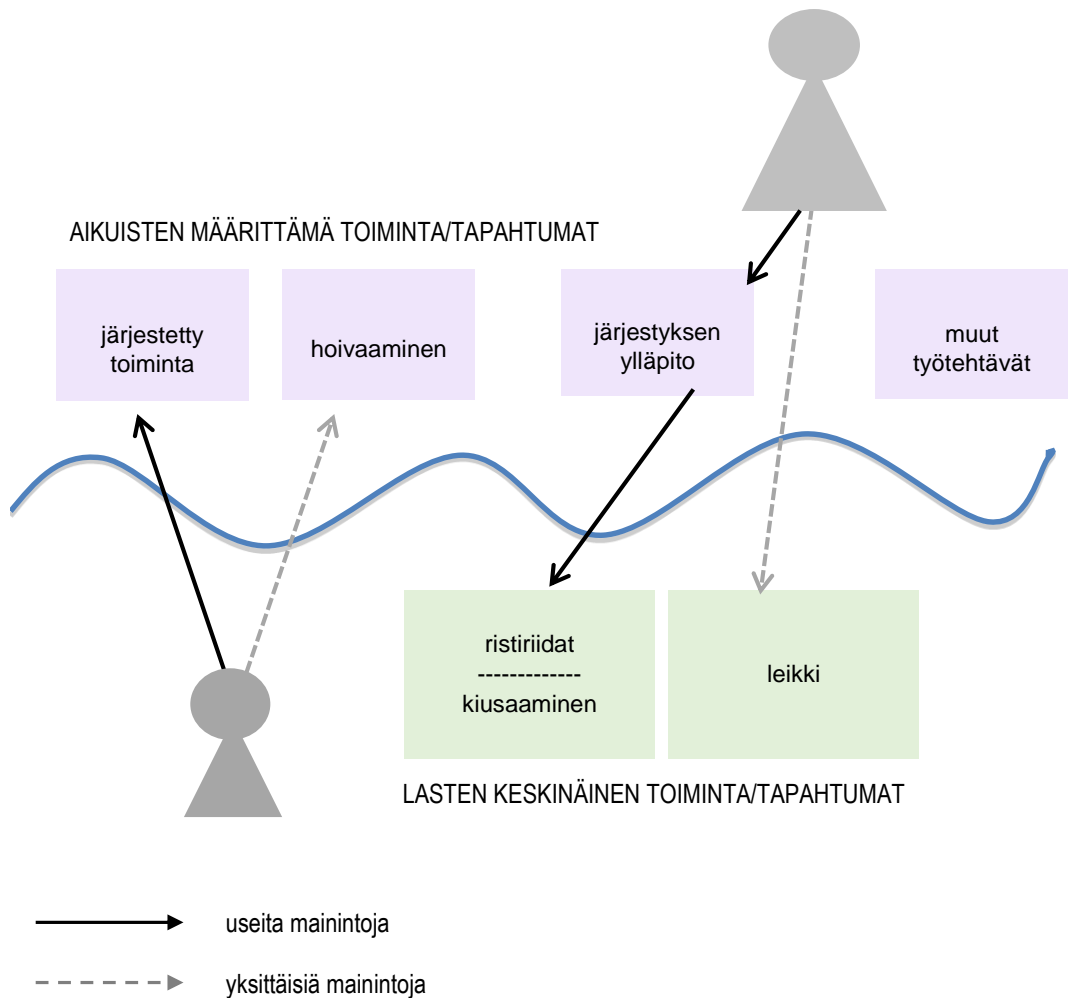 AIKUISTEN MÄÄRITTÄMÄ TOIMINTA/TAPAHTUMAT
järjestetty
toiminta
hoivaaminen
järjestyksen
ylläpito
muut
työtehtävät
ristiriidat
-------------
kiusaaminen
leikki
LASTEN KESKINÄINEN TOIMINTA/TAPAHTUMAT
useita mainintoja
yksittäisiä mainintoja